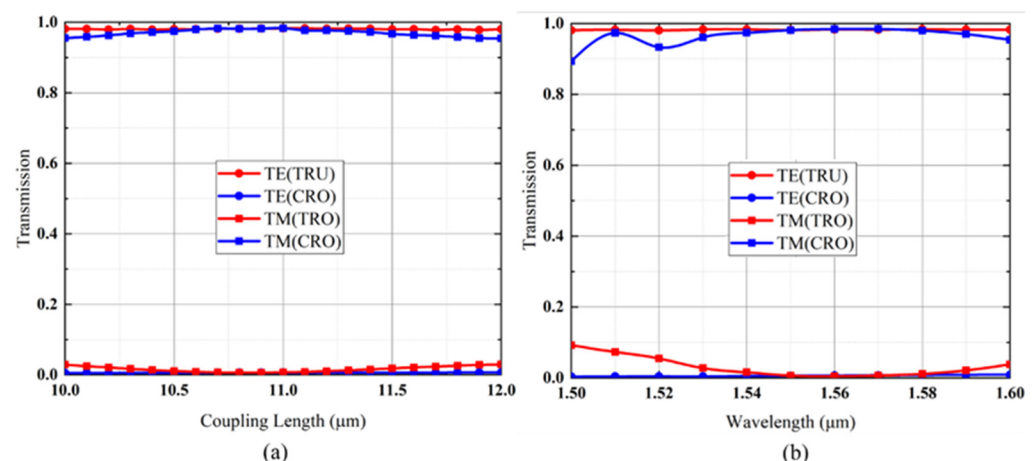 1.0
0.8
0.6
0.4
0.2
0.0
Transmission
TE(TRU)
TE(CRO)
TM(TRO)
TM(CRO)
10.0 10.5 11.0 11.5 12.0
Coupling Length (μm)
(a)
1.0
0.8
0.6
0.4
0.2
0.0
Transmission
TE(TRU)
TE(CRO)
TM(TRO)
TM(CRO)
1.50 1.52 1.54 1.56 1.58 1.60
Wavelength (μm)
(b)